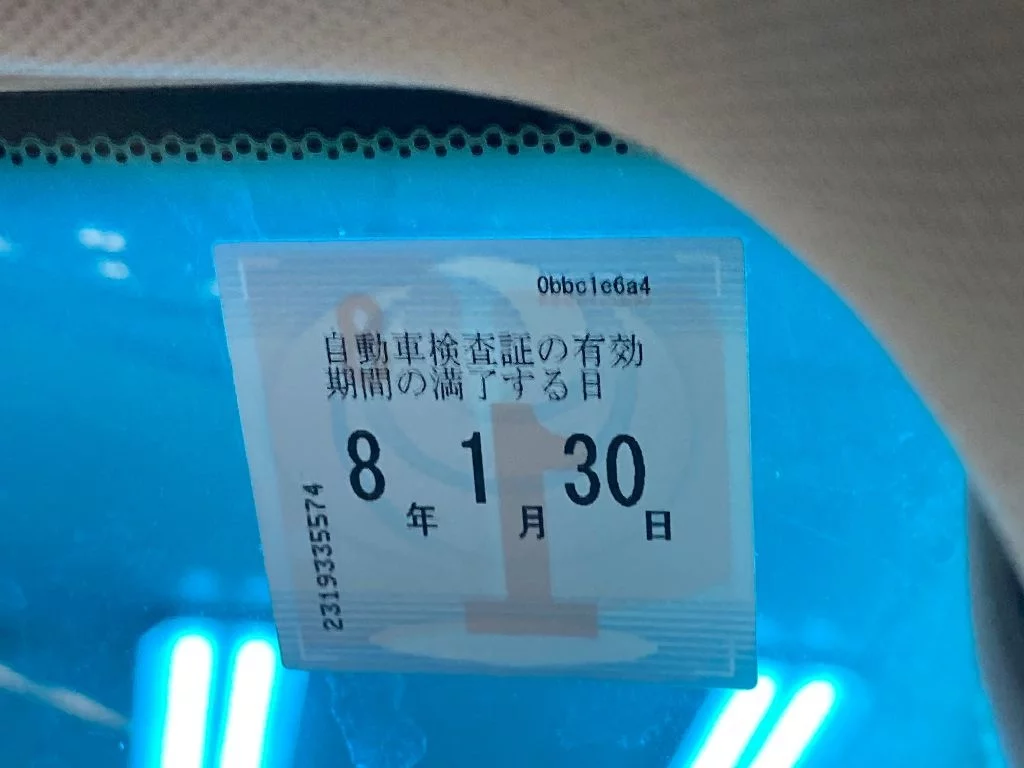 0bbc1c6a4
自動車検査証の有効
期間の満了する日
8年 1月 30日
2319335574